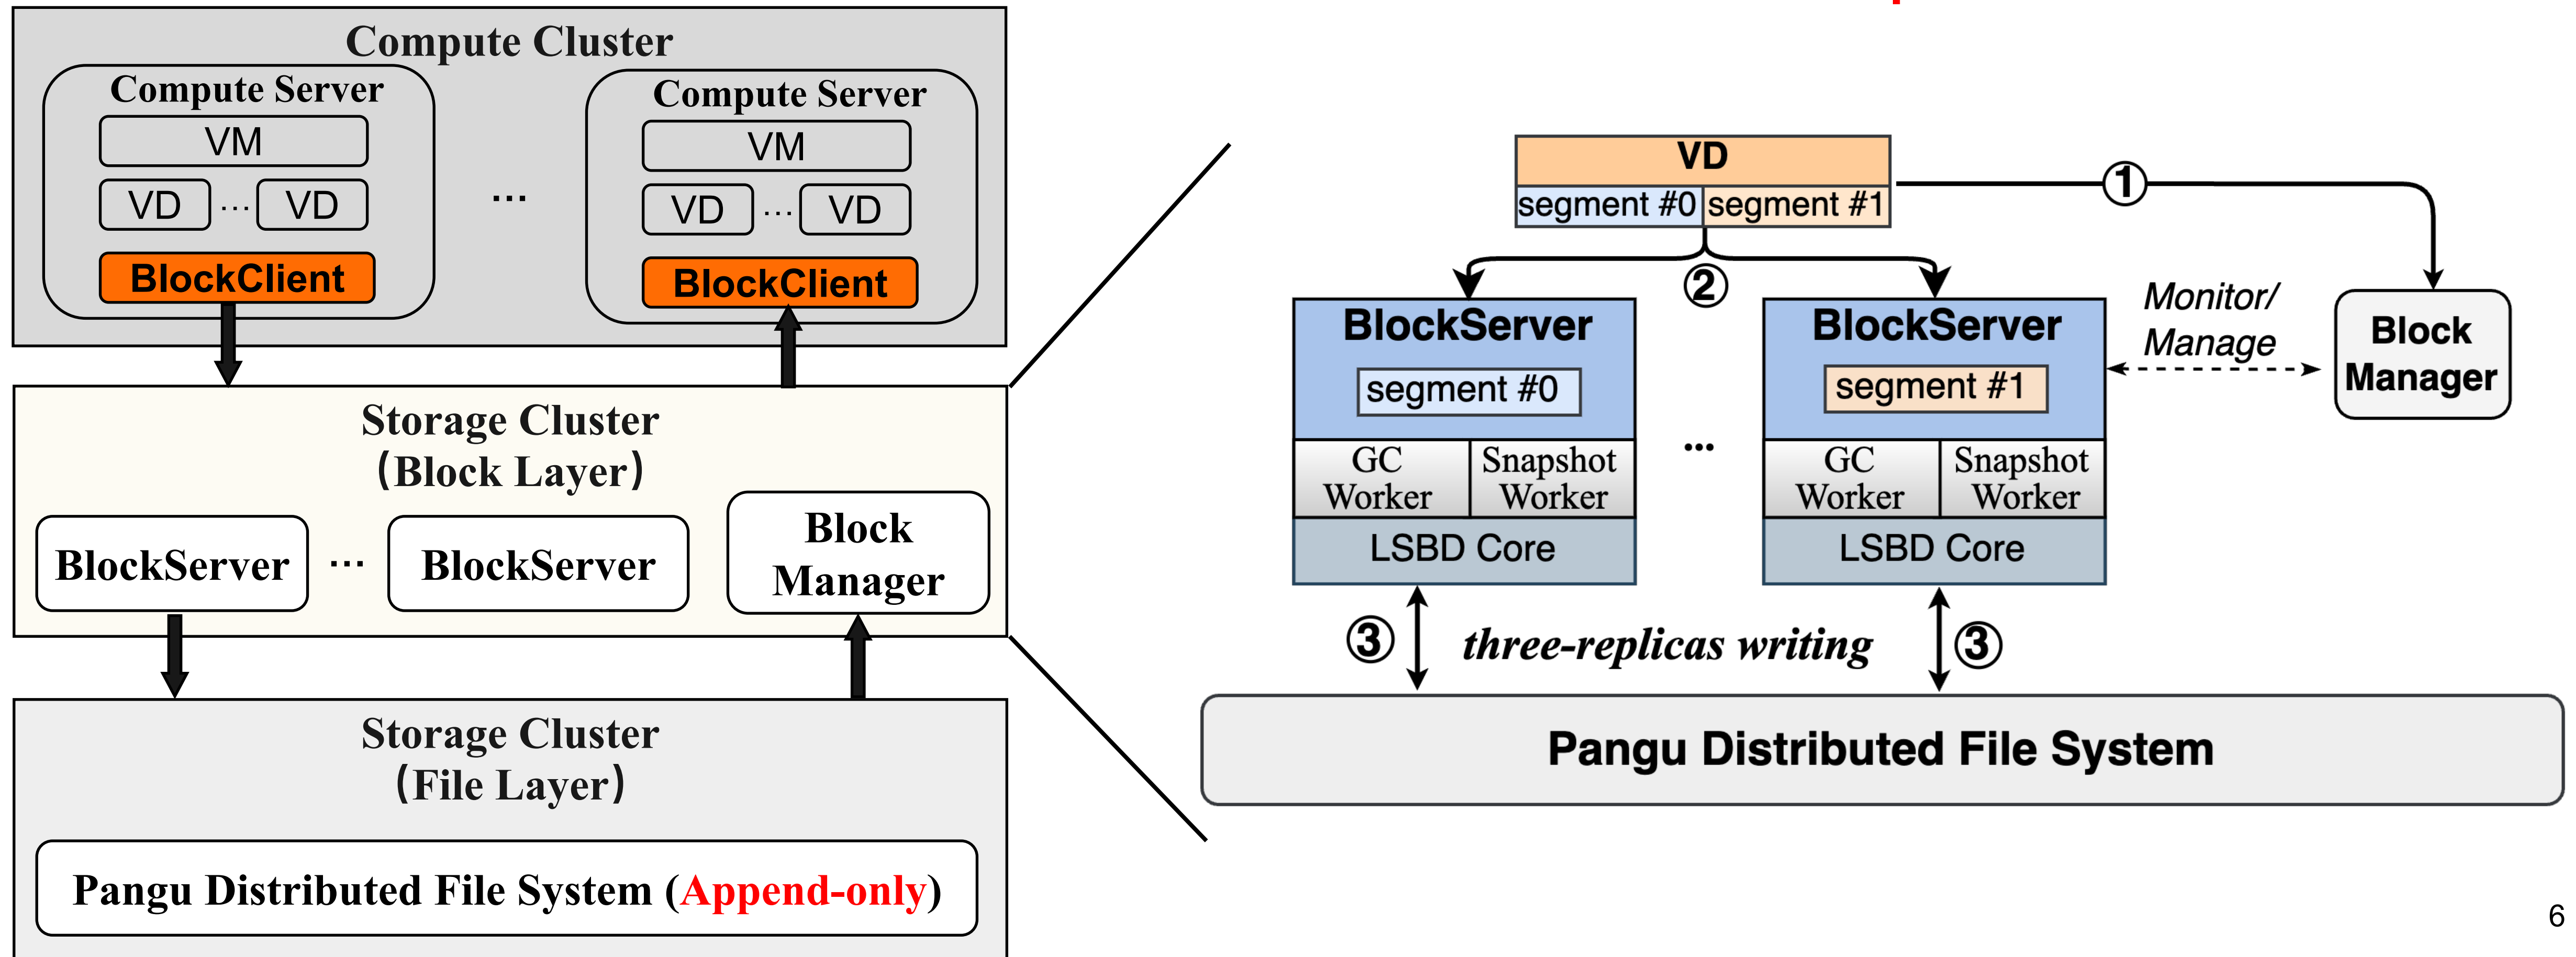 Compute Cluster
Compute Server
VM
VD ... VD
BlockClient
...
Compute Server
VM
VD ... VD
BlockClient
Storage Cluster
(Block Layer)
BlockServer ... BlockServer
Block
Manager
Storage Cluster
(File Layer)
Pangu Distributed File System (Append-only)
VD
segment #0 segment #1
①
②
BlockServer
segment #0
GC
Worker
Snapshot
Worker
LSBD Core
...
BlockServer
segment #1
GC
Worker
Snapshot
Worker
LSBD Core
Monitor/
Manage
Block
Manager
③ three-replicas writing ③
Pangu Distributed File System
6